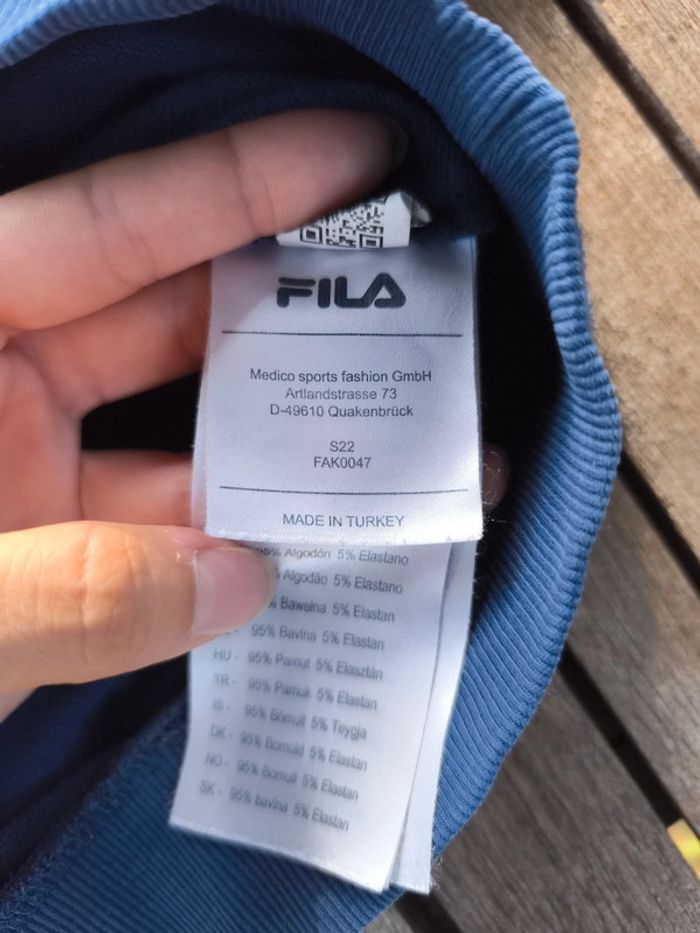 FILA
Medico sports fashion GmbH
Artlandstrasse 73
D-49610 Quakenbrück
S22
FAK0047
MADE IN TURKEY
95% Algodón 5% Elastano
Algodão 5% Elastano
% Bawełna 5% Elastan
95% Bavlna 5% Elastan
HU - 95% Pamut 5% Elasztán
TR - 95% Pamuk 5% Elastan
IS - 95% Bómull 5% Teygja
DK - 95% Bomuld 5% Elastan
NO - 95% Bomull 5% Elastan
SK - 95% bavlna 5% Elastan